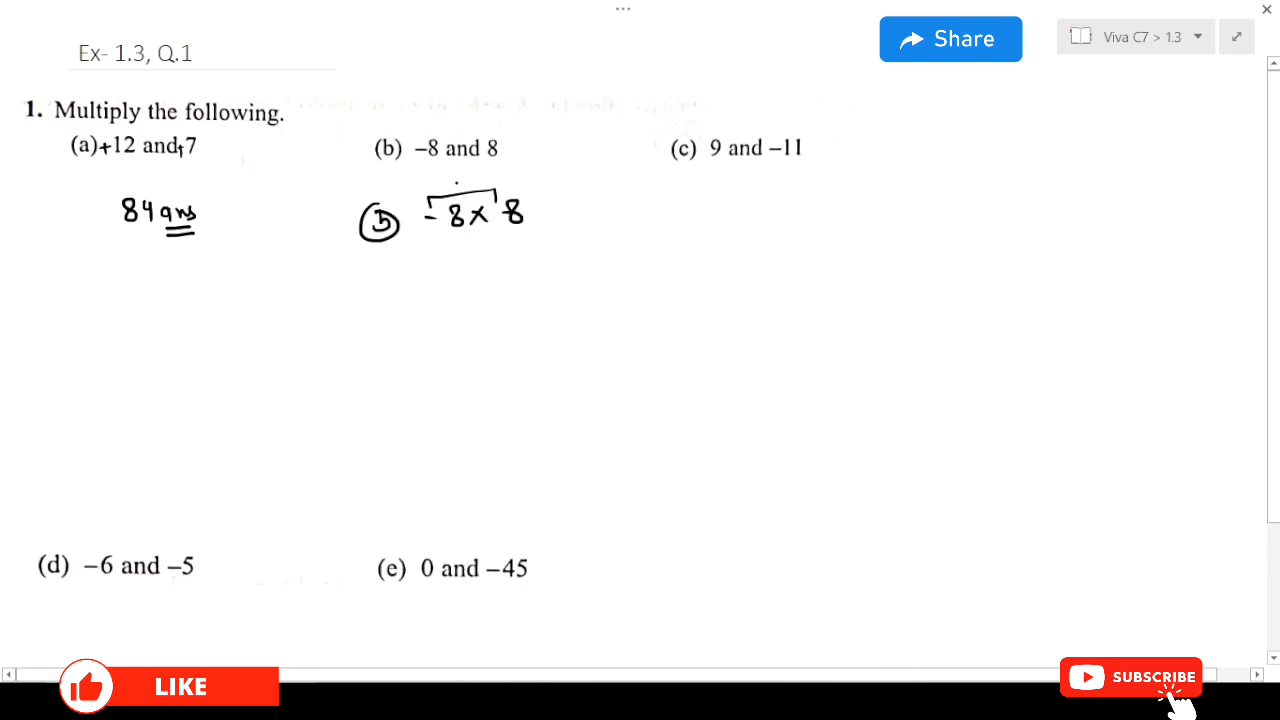 Ex- 1.3, Q.1
Share
Viva C7 > 1.3
1. Multiply the following.
(a)+12 and +7
(b) –8 and 8
(c) 9 and –11
84 ans
b -8 x 8
(d) –6 and –5
(e) 0 and –45
LIKE
SUBSCRIBE